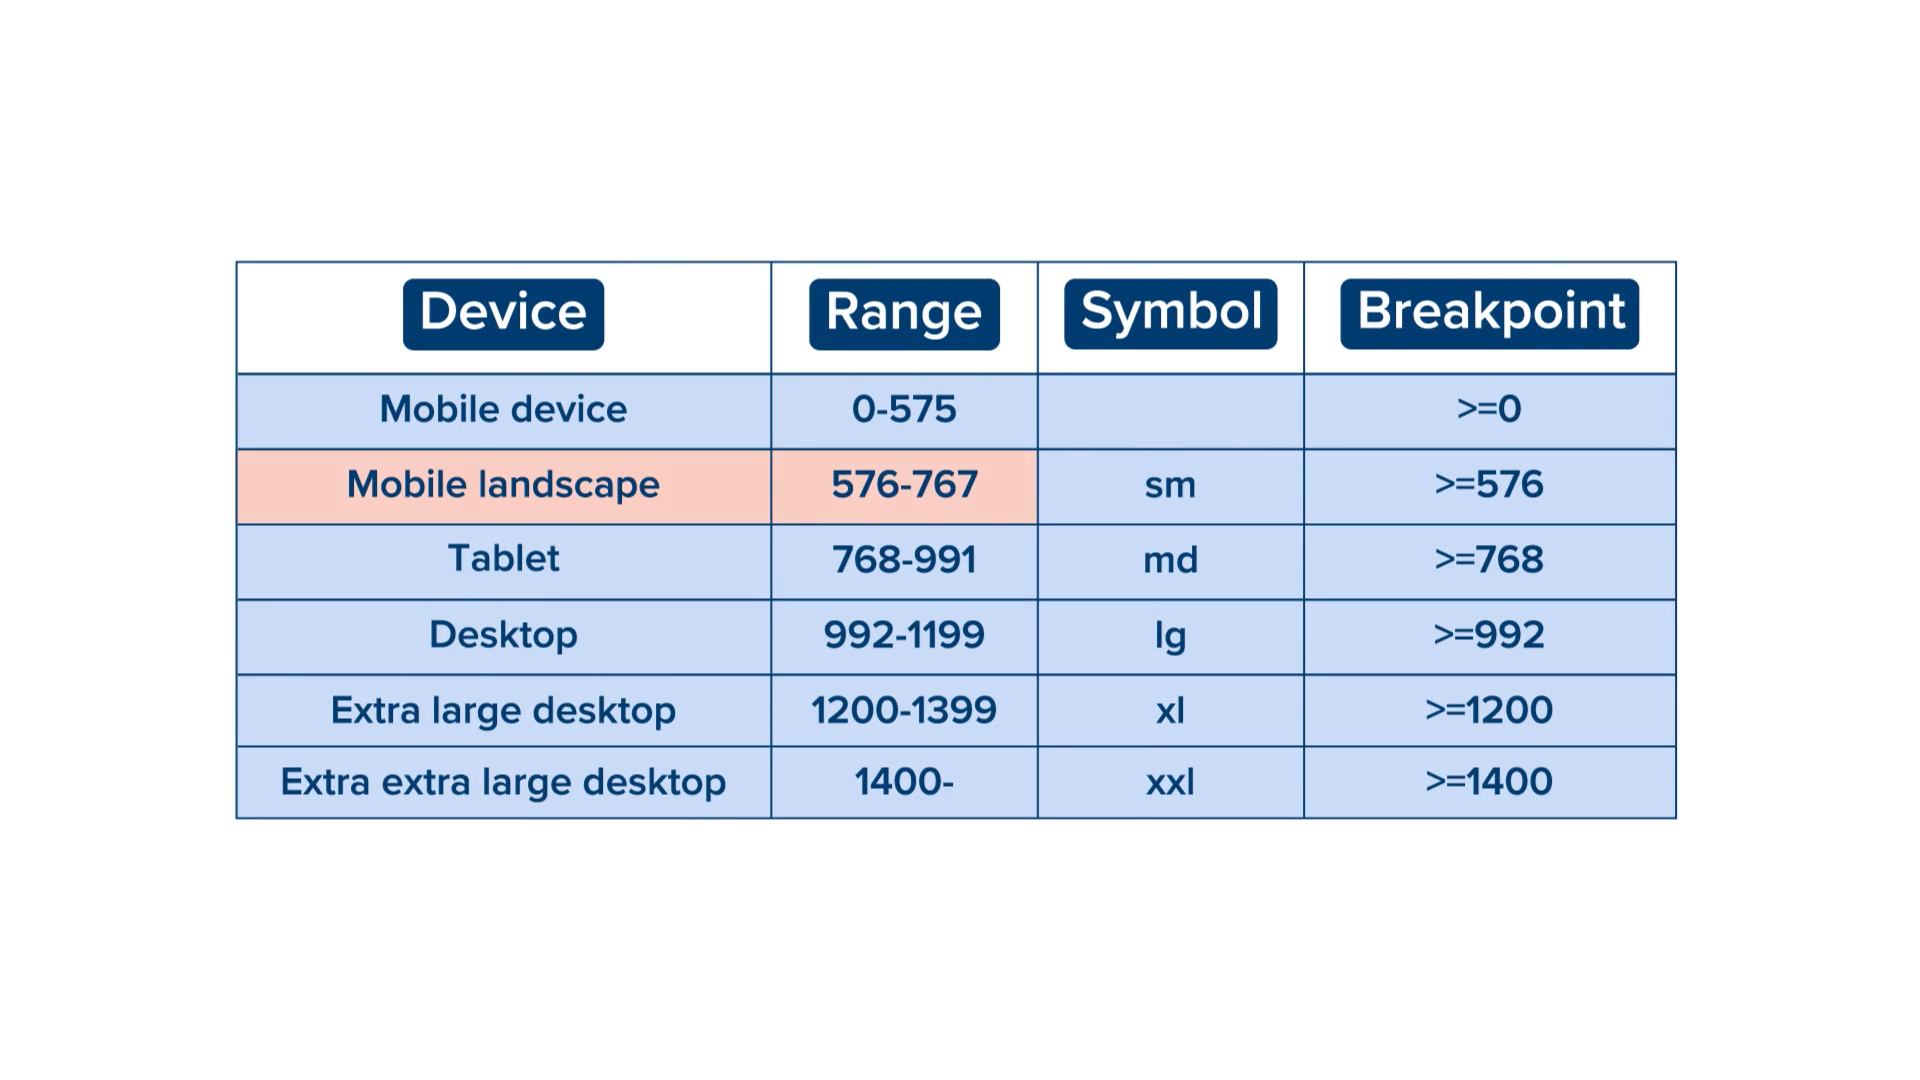 Device Range Symbol Breakpoint
Mobile device 0-575 >=0
Mobile landscape 576-767 sm >=576
Tablet 768-991 md >=768
Desktop 992-1199 lg >=992
Extra large desktop 1200-1399 xl >=1200
Extra extra large desktop 1400- xxl >=1400